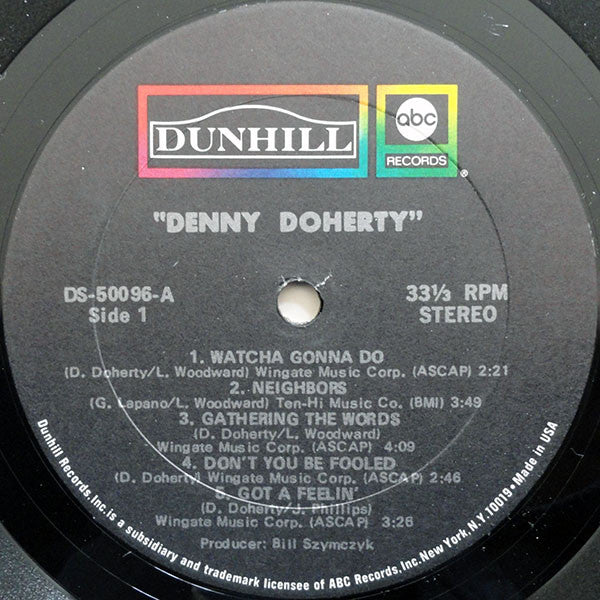 DUNHILL
abc
RECORDS
®
"DENNY DOHERTY"
DS-50096-A
Side 1
33⅓ RPM
STEREO
1. WATCHA GONNA DO
(D. Doherty/L. Woodward) Wingate Music Corp. (ASCAP) 2:21
2. NEIGHBORS
(G. Lapano/L. Woodward) Ten-Hi Music Co. (BMI) 3:49
3. GATHERING THE WORDS
(D. Doherty/L. Woodward)
Wingate Music Corp. (ASCAP) 4:09
4. DON'T YOU BE FOOLED
(D. Doherty) Wingate Music Corp. (ASCAP) 2:46
5. GOT A FEELIN'
(D. Doherty/J. Phillips)
Wingate Music Corp. (ASCAP) 3:26
Producer: Bill Szymczyk
Dunhill Records, Inc. is a subsidiary and trademark licensee of ABC Records, Inc. New York, N.Y. 10019 • Made in USA